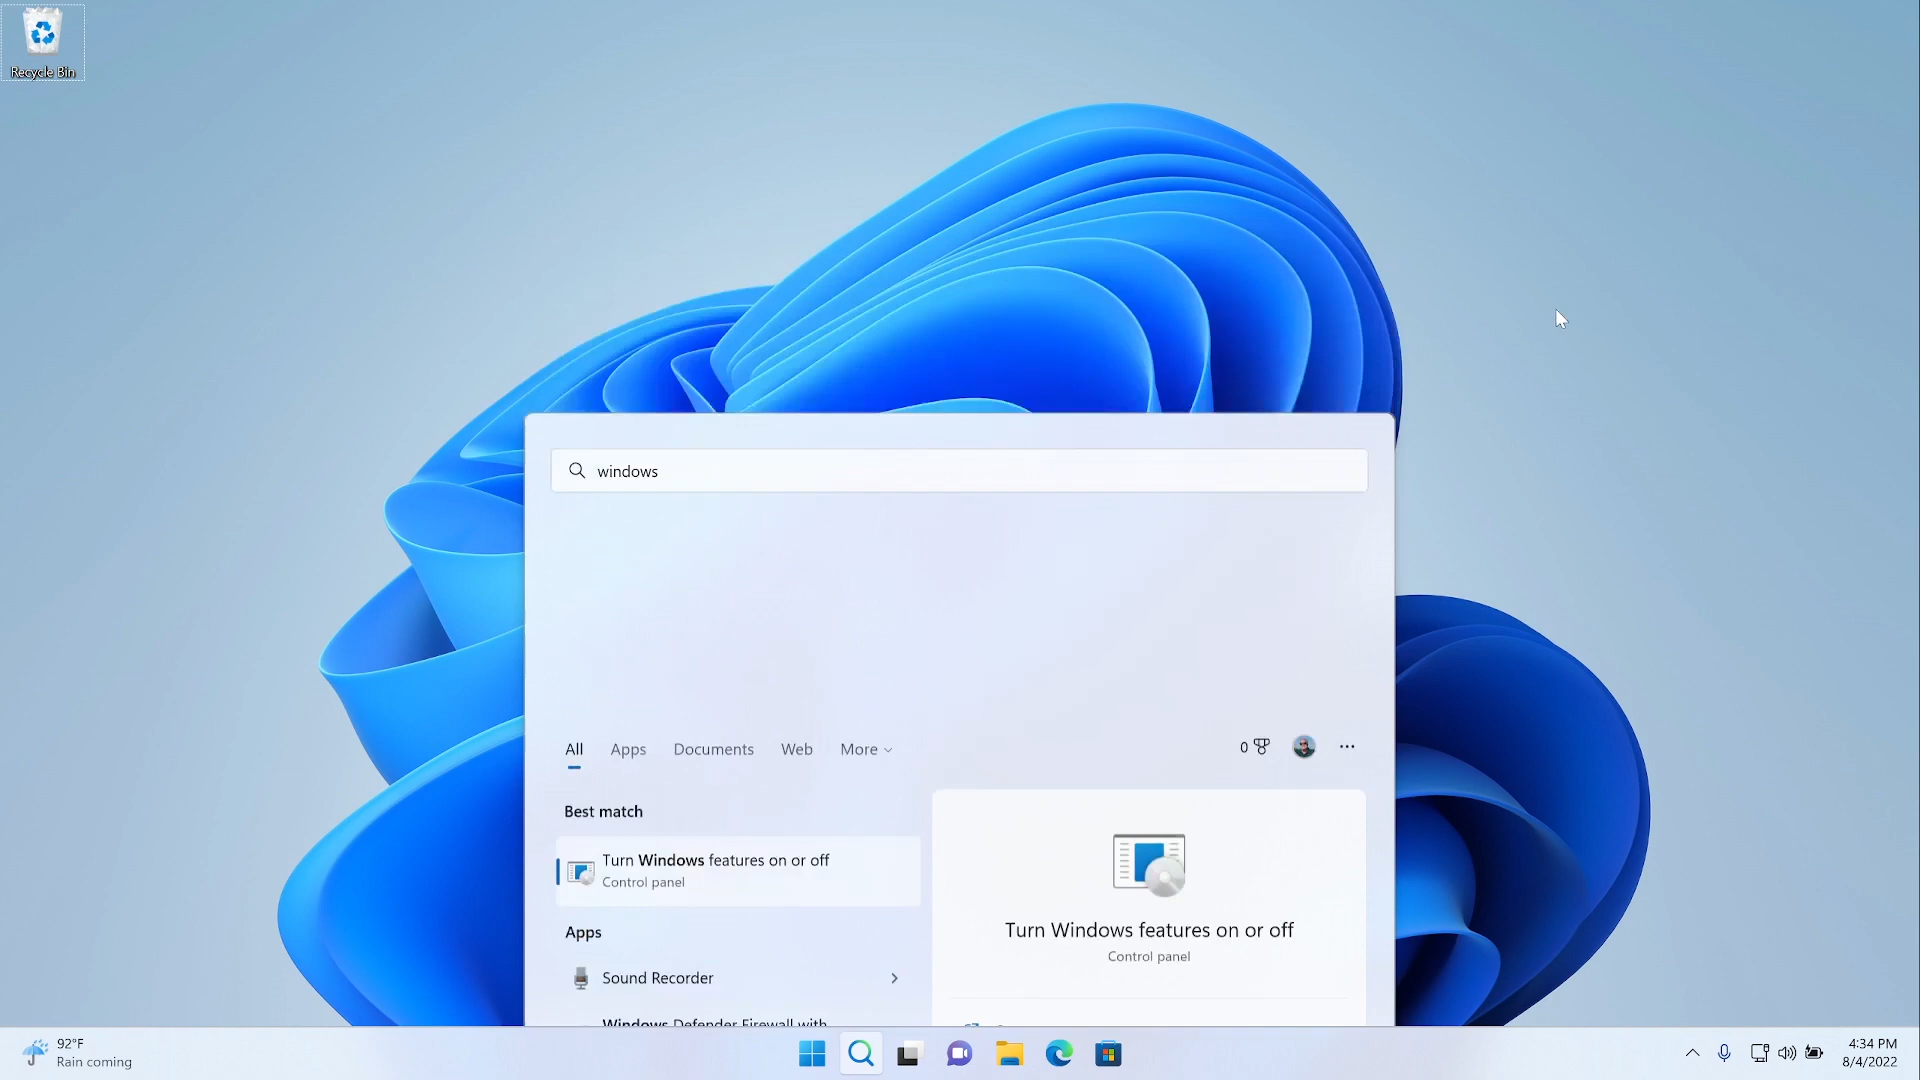 Recycle Bin
windows
All Apps Documents Web More
0
Best match
Turn Windows features on or off
Control panel
Apps
Sound Recorder
Windows Defender Firewall with
Turn Windows features on or off
Control panel
92°F
Rain coming
4:34 PM
8/4/2022